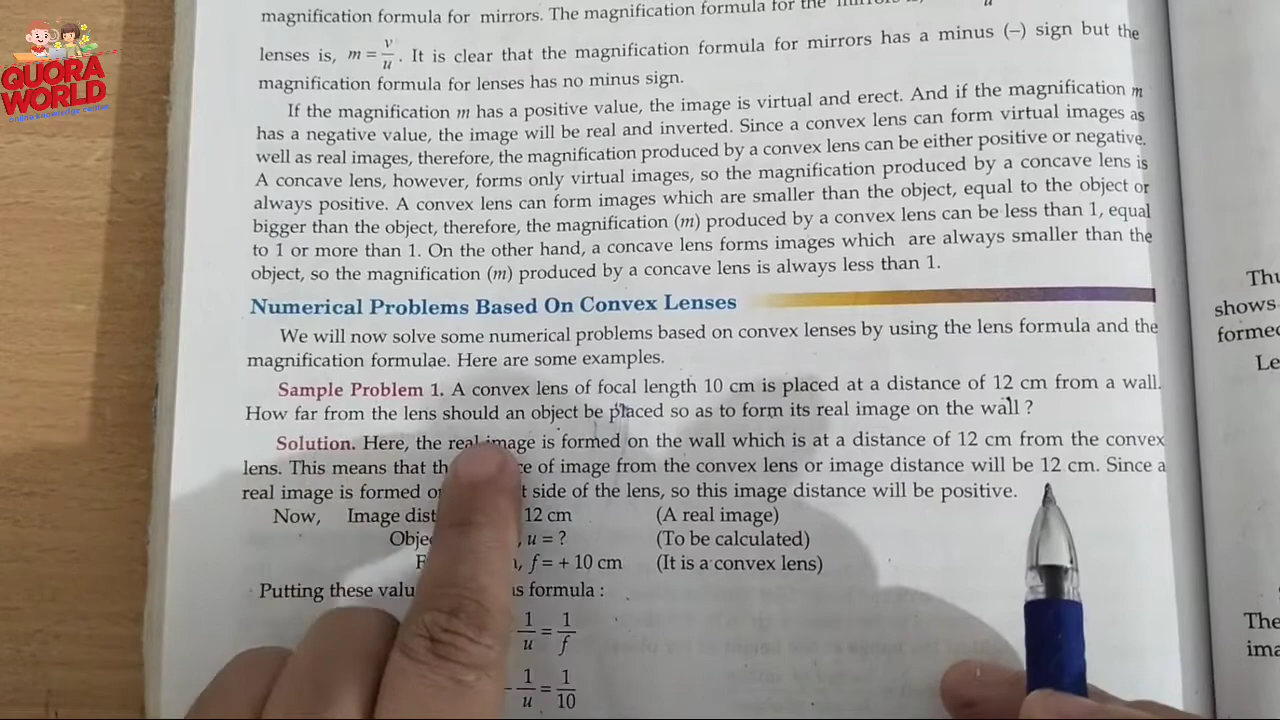 QUORA
WORLD
online knowledge centre
magnification formula for mirrors. The magnification formula for the
lenses is, m = v/u. It is clear that the magnification formula for mirrors has a minus (–) sign but the
magnification formula for lenses has no minus sign.
If the magnification m has a positive value, the image is virtual and erect. And if the magnification m
has a negative value, the image will be real and inverted. Since a convex lens can form virtual images as
well as real images, therefore, the magnification produced by a convex lens can be either positive or negative.
A concave lens, however, forms only virtual images, so the magnification produced by a concave lens is
always positive. A convex lens can form images which are smaller than the object, equal to the object or
bigger than the object, therefore, the magnification (m) produced by a convex lens can be less than 1, equal
to 1 or more than 1. On the other hand, a concave lens forms images which are always smaller than the
object, so the magnification (m) produced by a concave lens is always less than 1.
Numerical Problems Based On Convex Lenses
We will now solve some numerical problems based on convex lenses by using the lens formula and the
magnification formulae. Here are some examples.
Sample Problem 1. A convex lens of focal length 10 cm is placed at a distance of 12 cm from a wall.
How far from the lens should an object be placed so as to form its real image on the wall ?
Solution. Here, the real image is formed on the wall which is at a distance of 12 cm from the convex
lens. This means that of image from the convex lens or image distance will be 12 cm. Since a
real image is formed side of the lens, so this image distance will be positive.
Now, Image 12 cm (A real image)
, u = ? (To be calculated)
, f = + 10 cm (It is a convex lens)
Putting these formula :
1/u = 1/f
– 1/u = 1/10
shows
Le
The